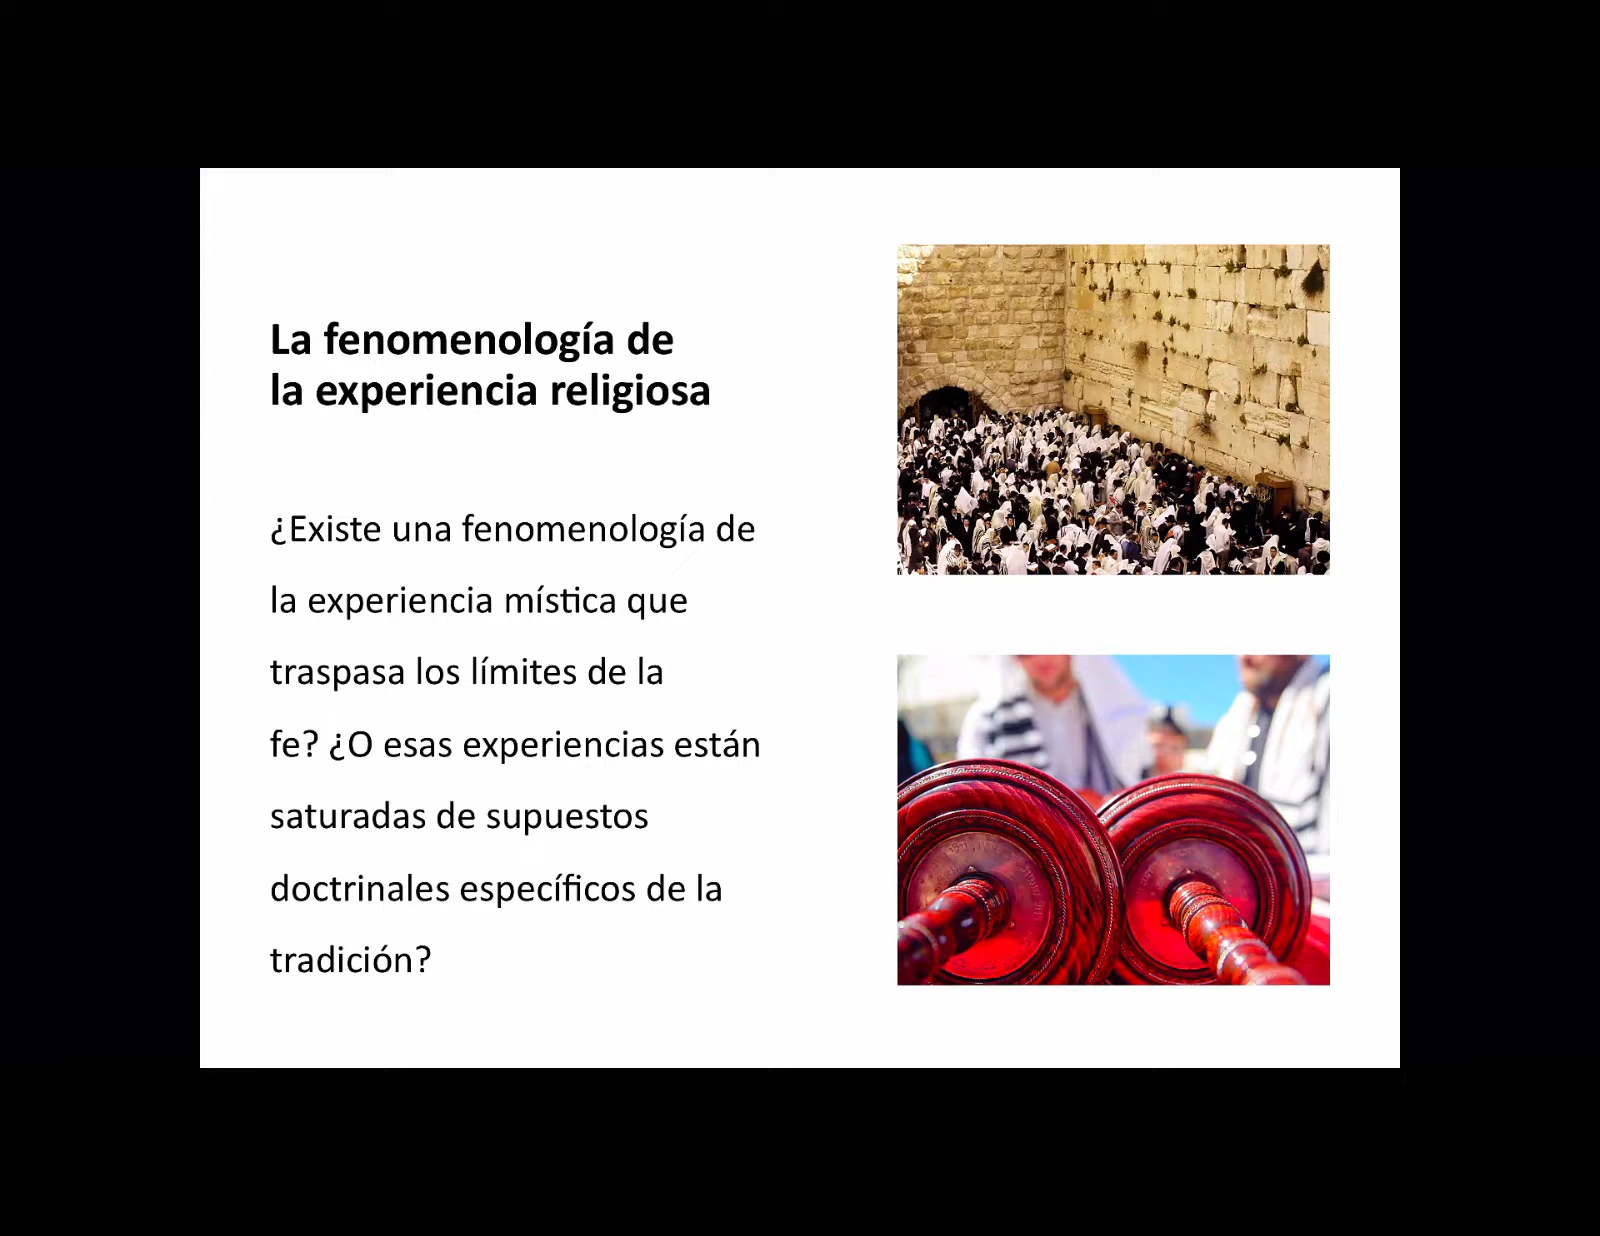 La fenomenología de
la experiencia religiosa
¿Existe una fenomenología de
la experiencia mística que
traspasa los límites de la
fe? ¿O esas experiencias están
saturadas de supuestos
doctrinales específicos de la
tradición?